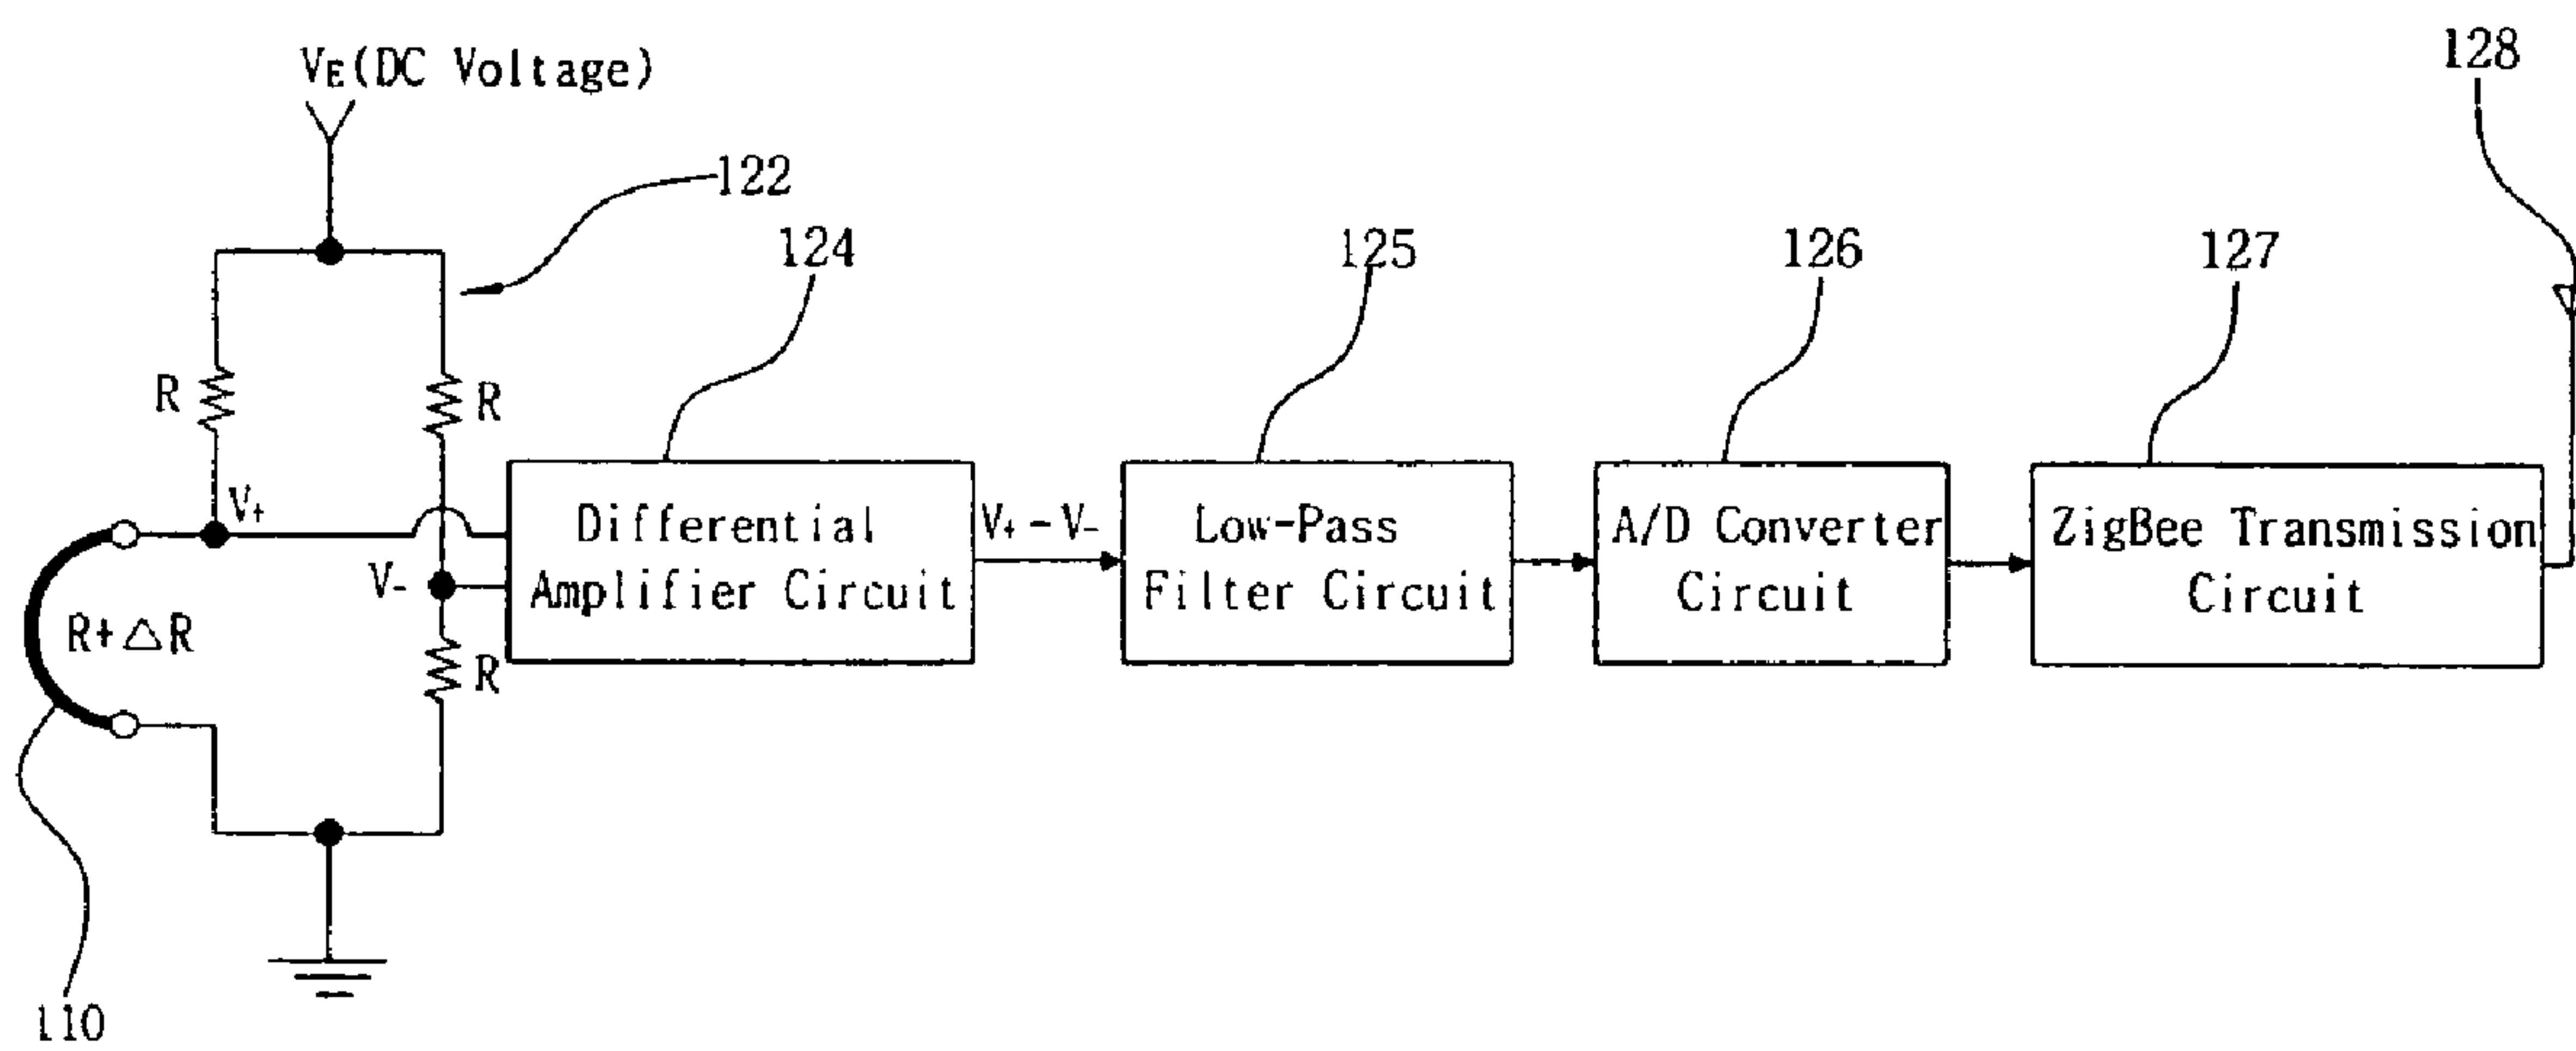 VE(DC Voltage)
128
122
124
125
126
127
R
R
V+
V-
R+△R
R
Differential
Amplifier Circuit
V+-V-
Low-Pass
Filter Circuit
A/D Converter
Circuit
ZigBee Transmission
Circuit
110